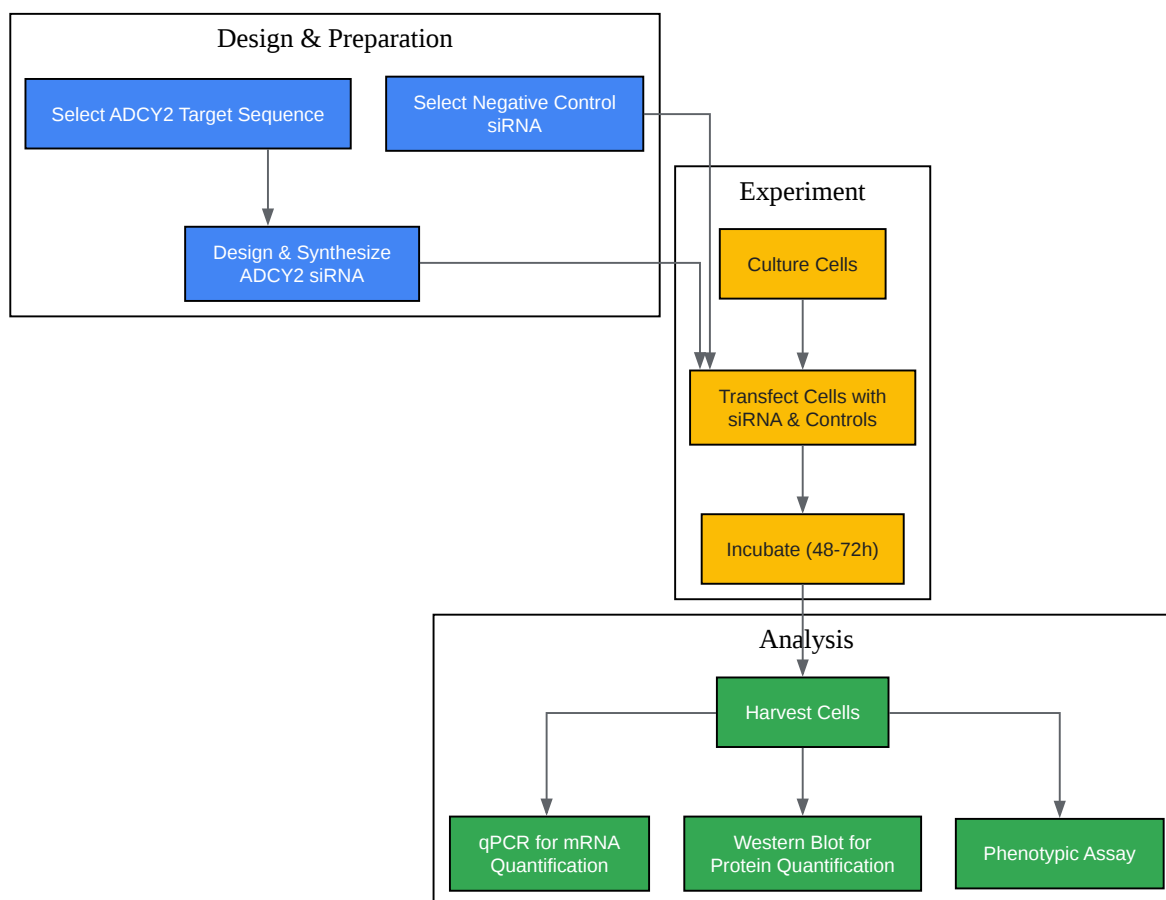 Design & Preparation
Select ADCY2 Target Sequence
Select Negative Control
siRNA
Design & Synthesize
ADCY2 siRNA
Experiment
Culture Cells
Transfect Cells with
siRNA & Controls
Incubate (48-72h)
Analysis
Harvest Cells
qPCR for mRNA
Quantification
Western Blot for
Protein Quantification
Phenotypic Assay